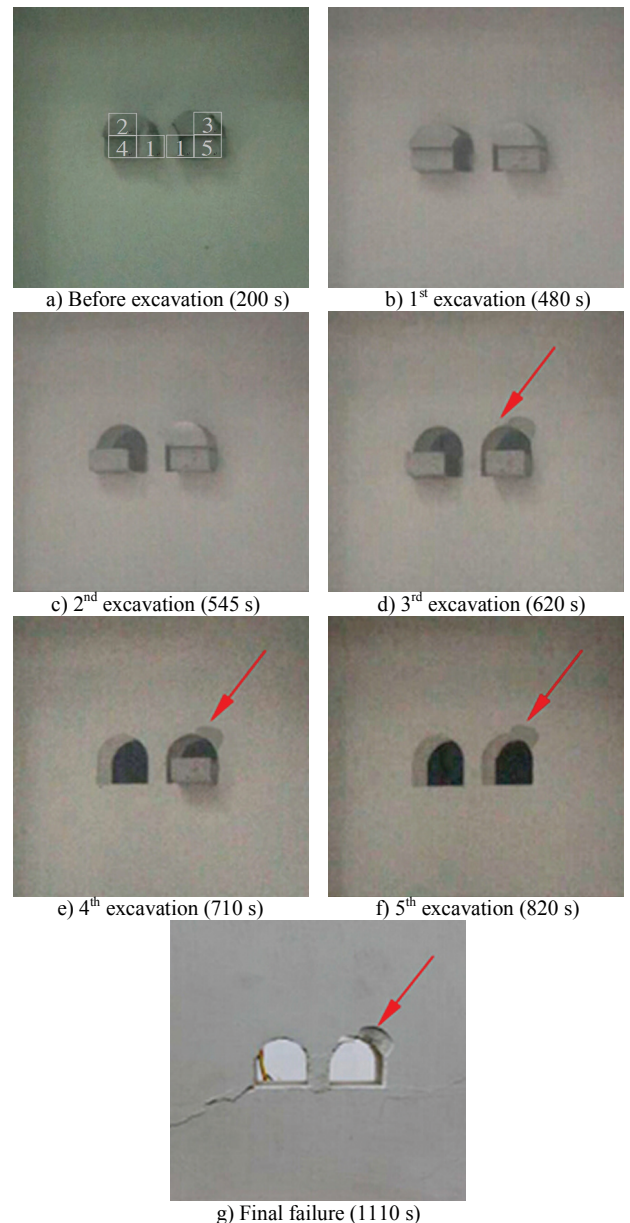 2 3
4 1 1 5
a) Before excavation (200 s)
b) 1st excavation (480 s)
c) 2nd excavation (545 s)
d) 3rd excavation (620 s)
e) 4th excavation (710 s)
f) 5th excavation (820 s)
g) Final failure (1110 s)